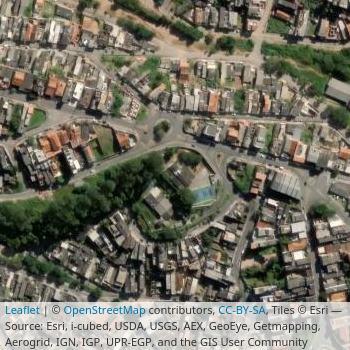 Leaflet | © OpenStreetMap contributors, CC-BY-SA, Tiles © Esri —
Source: Esri, i-cubed, USDA, USGS, AEX, GeoEye, Getmapping,
Aerogrid, IGN, IGP, UPR-EGP, and the GIS User Community